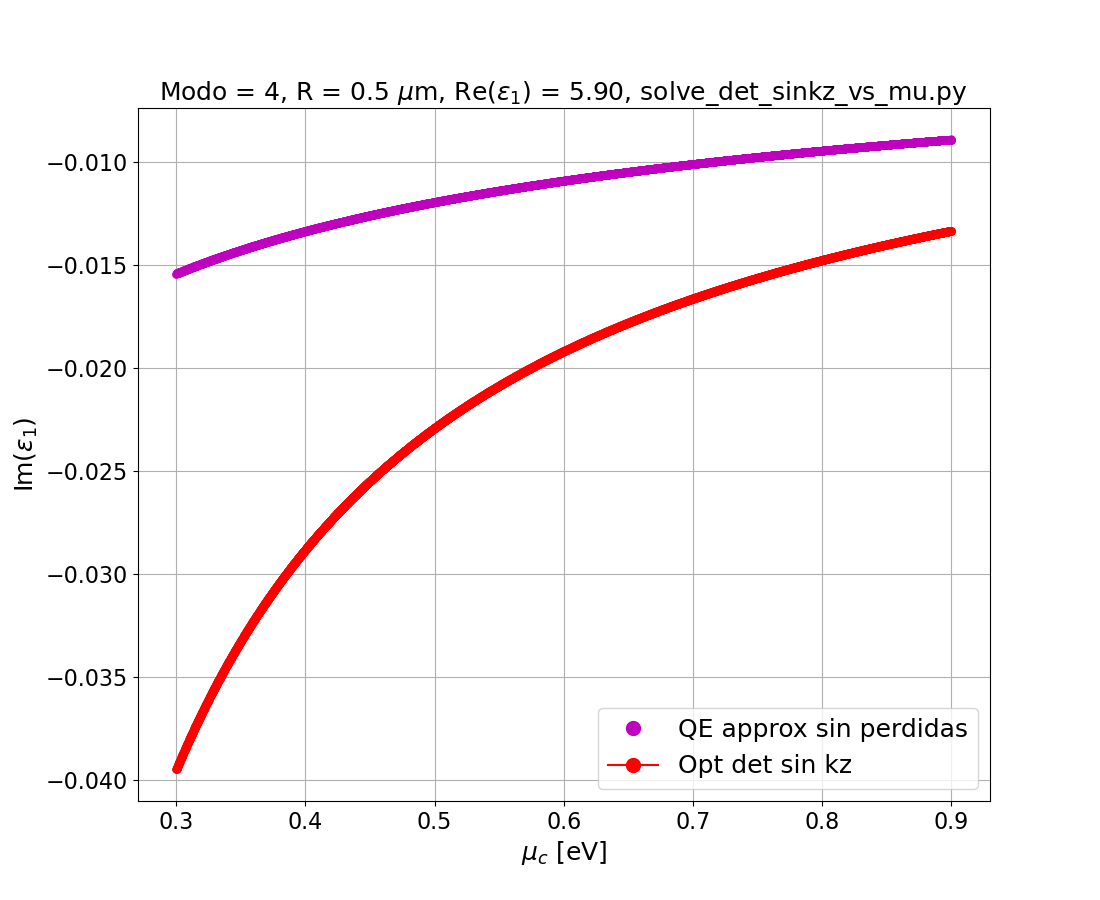 Modo = 4, R = 0.5 μm, Re(ε₁) = 5.90, solve_det_sinkz_vs_mu.py
−0.010
−0.015
−0.020
−0.025
−0.030
−0.035
−0.040
Im(ε₁)
QE approx sin perdidas
Opt det sin kz
0.3 0.4 0.5 0.6 0.7 0.8 0.9
μ_c [eV]